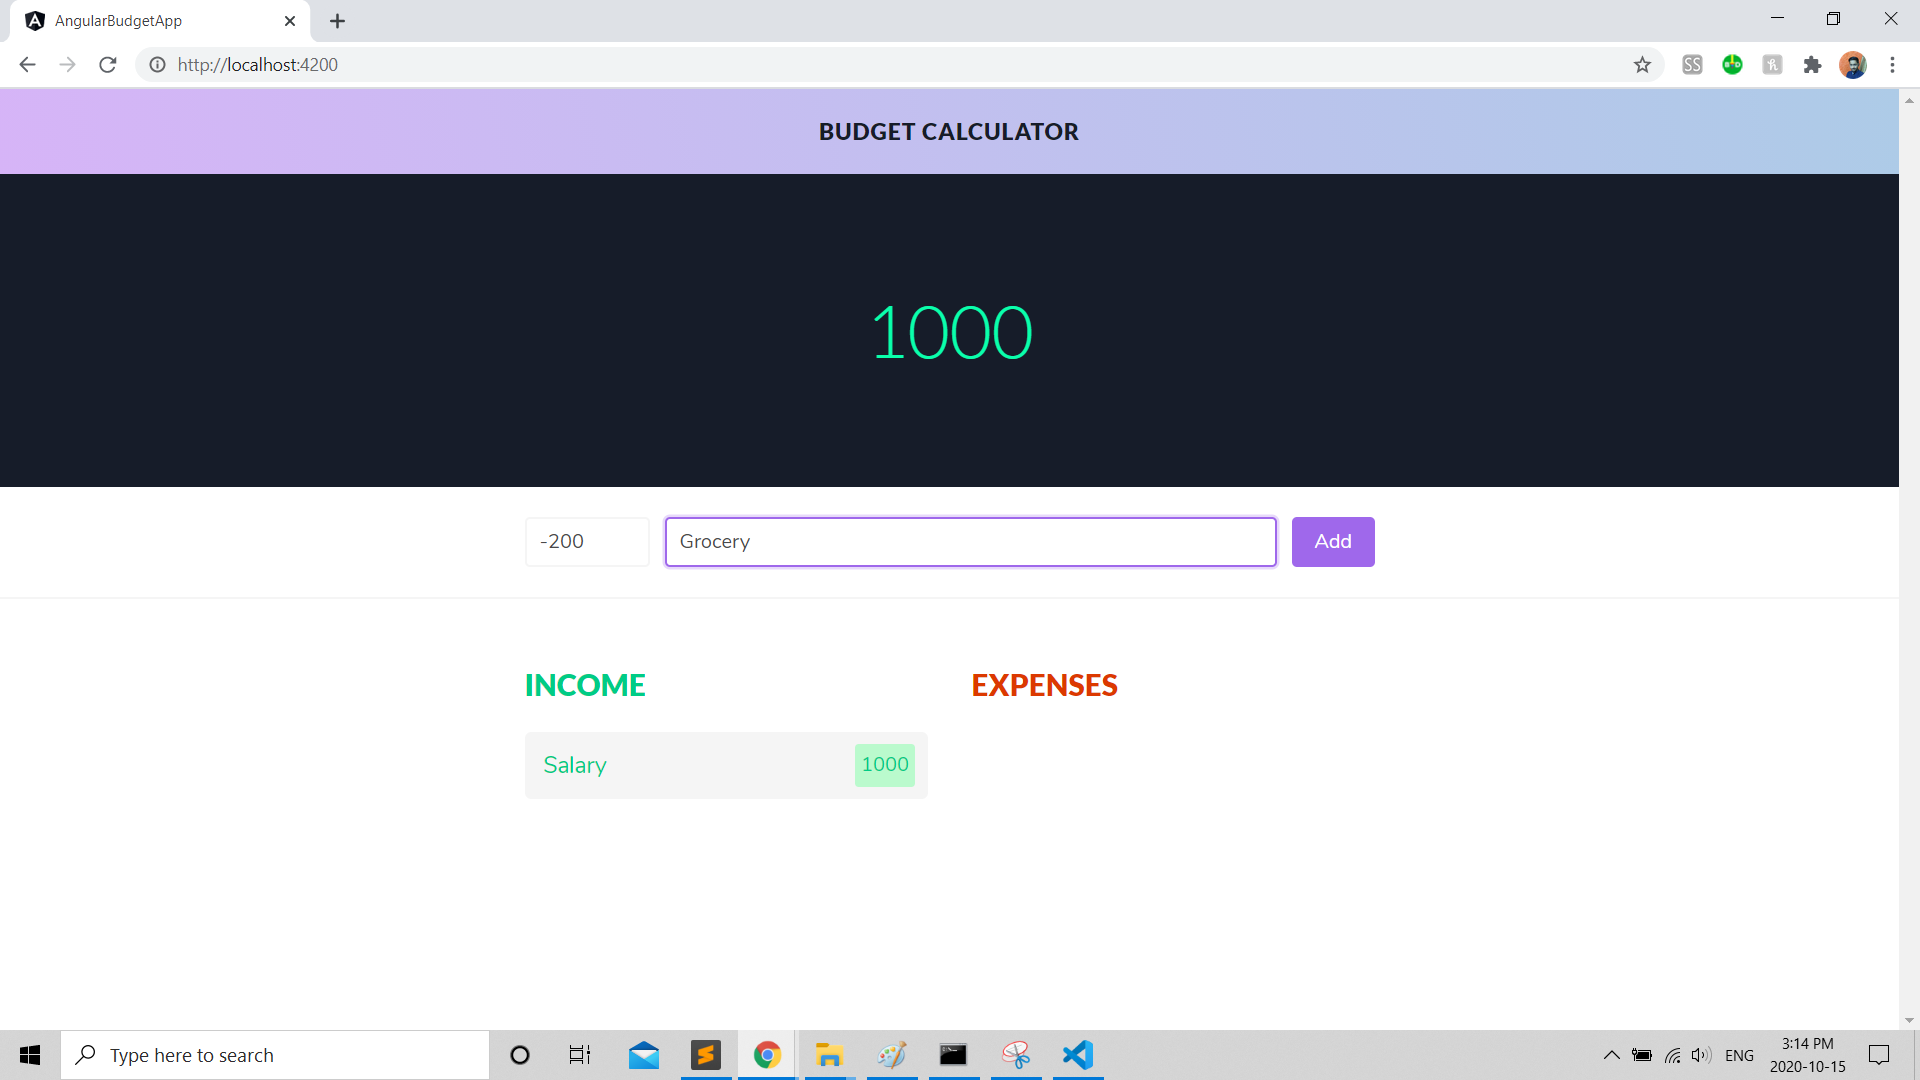 AngularBudgetApp
http://localhost:4200
SS
BUDGET CALCULATOR
1000
-200
Grocery
Add
INCOME
EXPENSES
Salary
1000
Type here to search
ENG
3:14 PM
2020-10-15